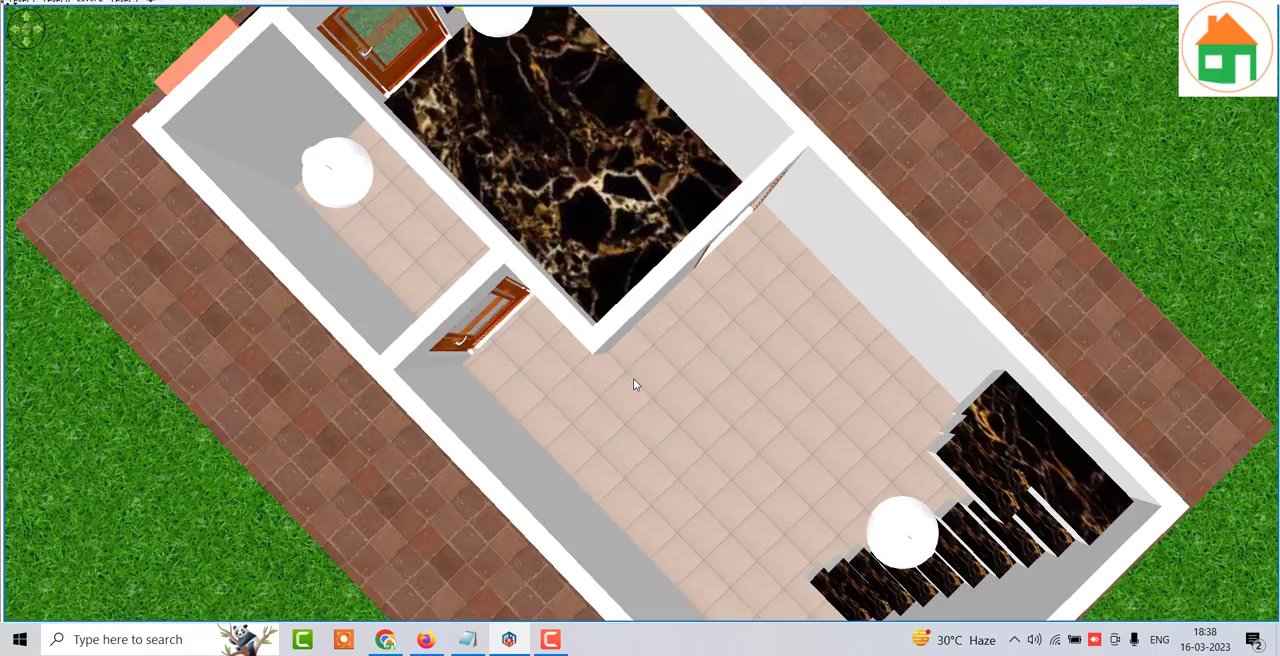 Type here to search
30°C Haze
ENG
18:38
16-03-2023
2